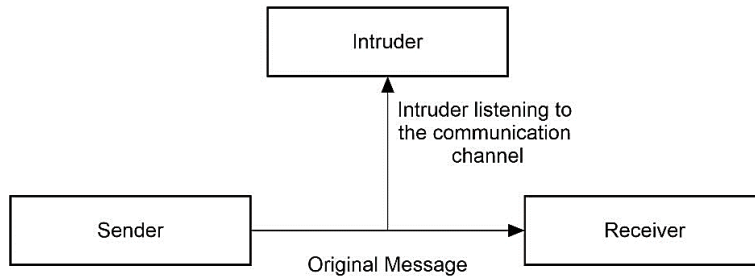 Intruder
Intruder listening to
the communication
channel
Sender
Receiver
Original Message